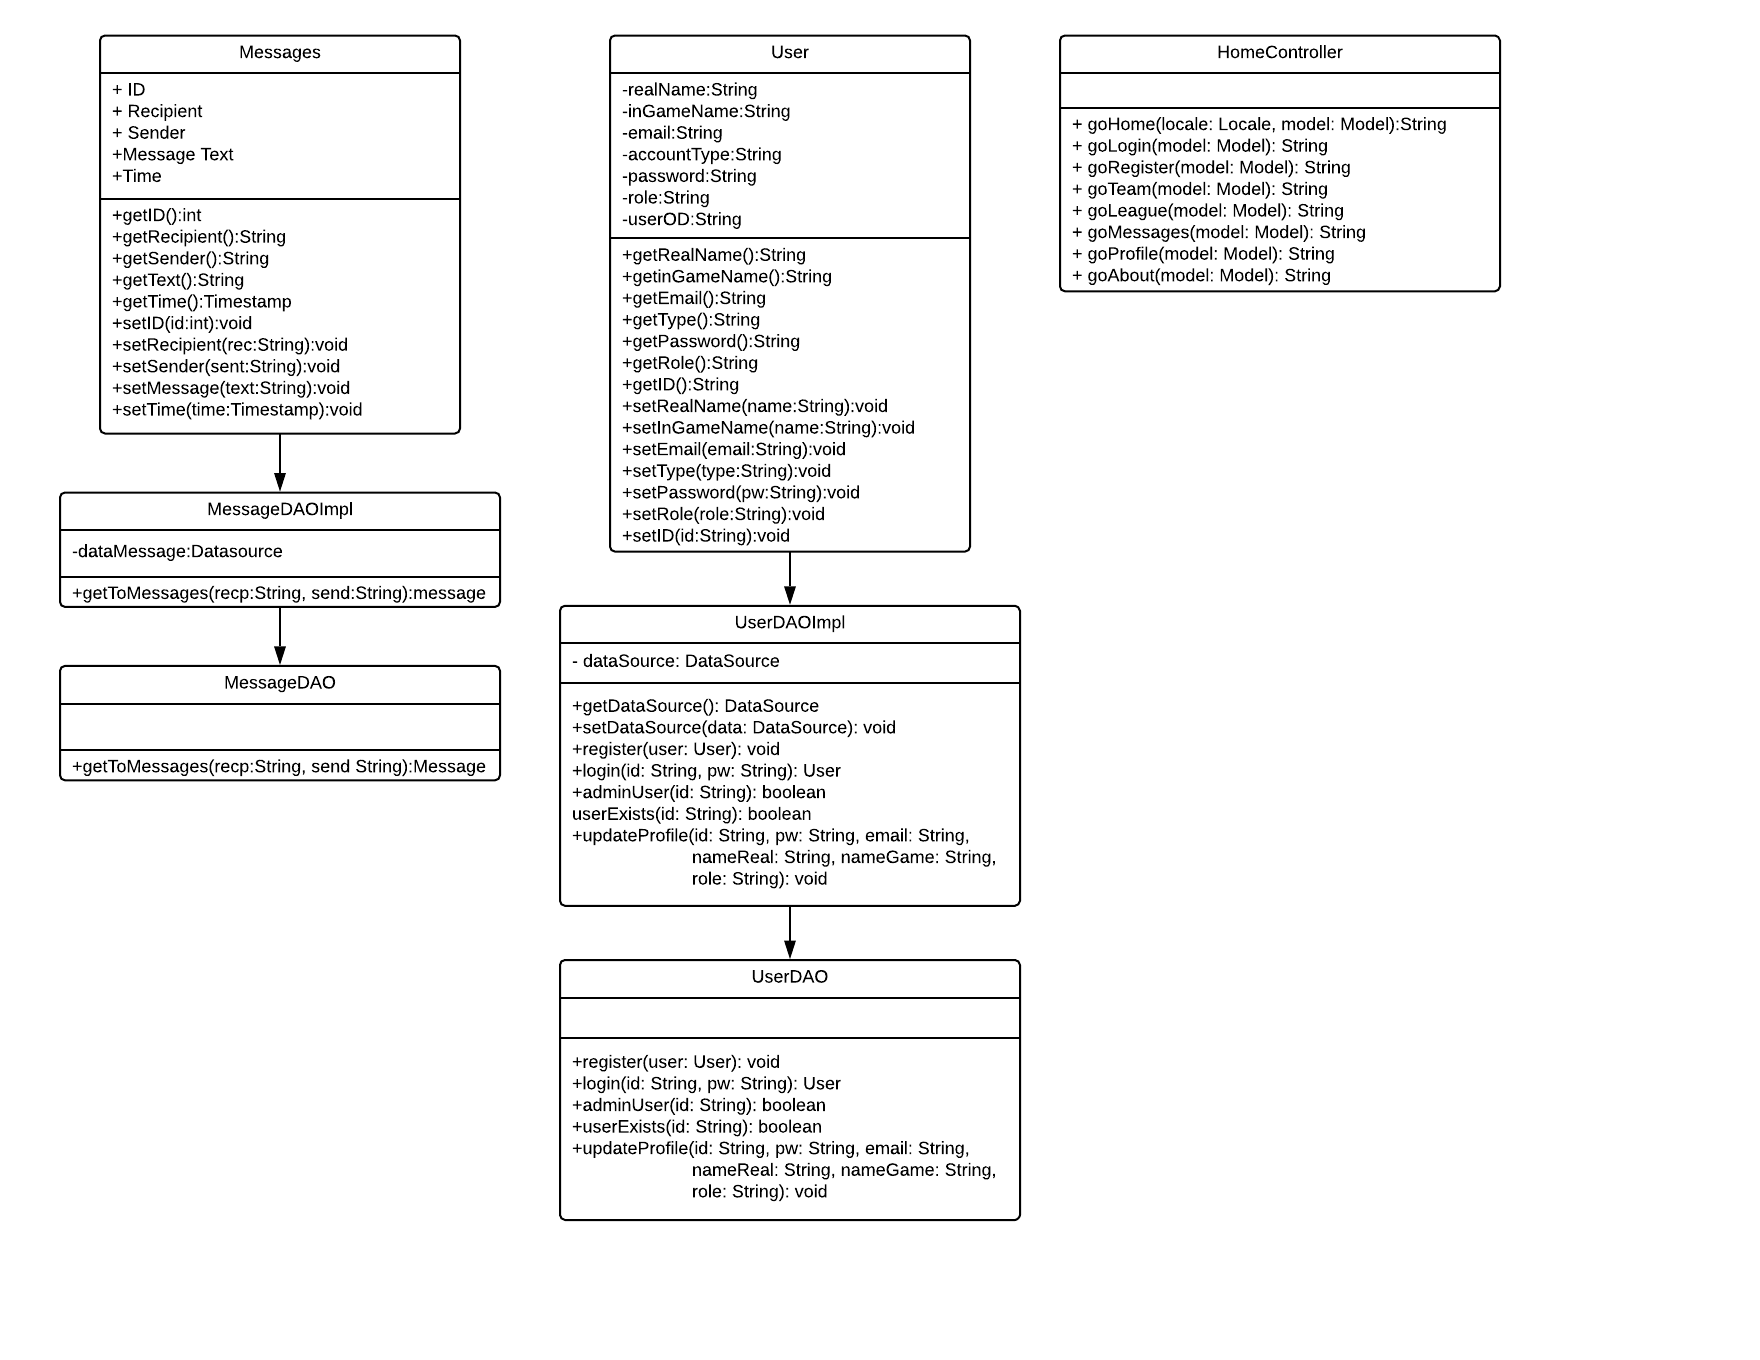 Messages
+ ID
+ Recipient
+ Sender
+Message Text
+Time
+getID():int
+getRecipient():String
+getSender():String
+getText():String
+getTime():Timestamp
+setID(id:int):void
+setRecipient(rec:String):void
+setSender(sent:String):void
+setMessage(text:String):void
+setTime(time:Timestamp):void
MessageDAOImpl
-dataMessage:Datasource
+getToMessages(recp:String, send:String):message
MessageDAO
+getToMessages(recp:String, send String):Message
User
-realName:String
-inGameName:String
-email:String
-accountType:String
-password:String
-role:String
-userOD:String
+getRealName():String
+getinGameName():String
+getEmail():String
+getType():String
+getPassword():String
+getRole():String
+getID():String
+setRealName(name:String):void
+setInGameName(name:String):void
+setEmail(email:String):void
+setType(type:String):void
+setPassword(pw:String):void
+setRole(role:String):void
+setID(id:String):void
UserDAOImpl
- dataSource: DataSource
+getDataSource(): DataSource
+setDataSource(data: DataSource): void
+register(user: User): void
+login(id: String, pw: String): User
+adminUser(id: String): boolean
userExists(id: String): boolean
+updateProfile(id: String, pw: String, email: String,
nameReal: String, nameGame: String,
role: String): void
UserDAO
+register(user: User): void
+login(id: String, pw: String): User
+adminUser(id: String): boolean
+userExists(id: String): boolean
+updateProfile(id: String, pw: String, email: String,
nameReal: String, nameGame: String,
role: String): void
HomeController
+ goHome(locale: Locale, model: Model):String
+ goLogin(model: Model): String
+ goRegister(model: Model): String
+ goTeam(model: Model): String
+ goLeague(model: Model): String
+ goMessages(model: Model): String
+ goProfile(model: Model): String
+ goAbout(model: Model): String